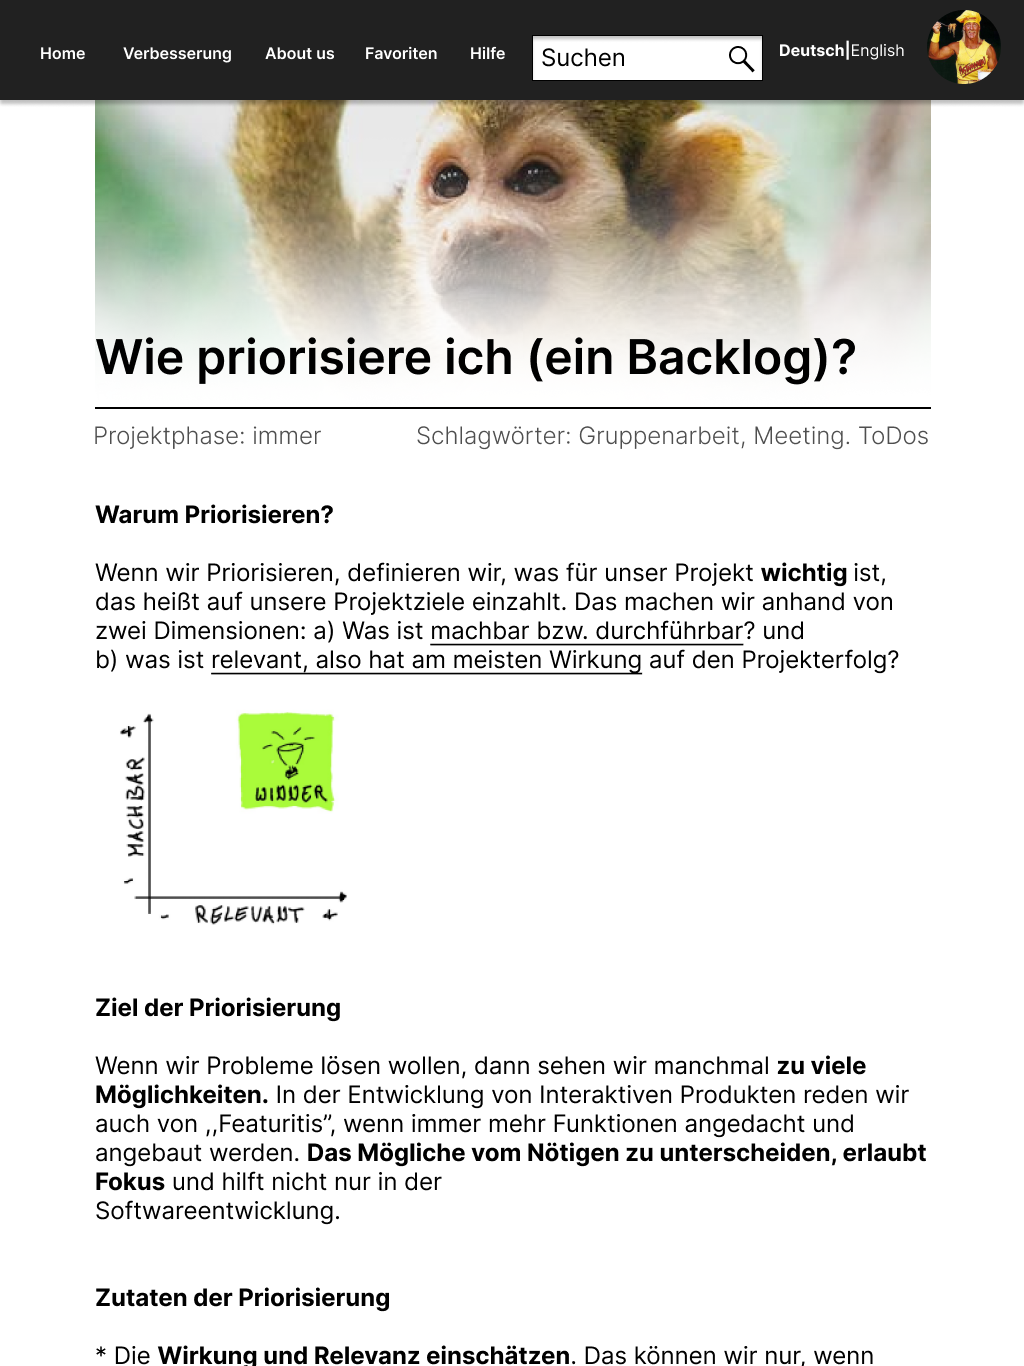 Home Verbesserung About us Favoriten Hilfe Suchen Deutsch|English
Wie priorisiere ich (ein Backlog)?
Projektphase: immer Schlagwörter: Gruppenarbeit, Meeting. ToDos
Warum Priorisieren?
Wenn wir Priorisieren, definieren wir, was für unser Projekt wichtig ist,
das heißt auf unsere Projektziele einzahlt. Das machen wir anhand von
zwei Dimensionen: a) Was ist machbar bzw. durchführbar? und
b) was ist relevant, also hat am meisten Wirkung auf den Projekterfolg?
- MACHBAR +
WINNER
- RELEVANT +
Ziel der Priorisierung
Wenn wir Probleme lösen wollen, dann sehen wir manchmal zu viele
Möglichkeiten. In der Entwicklung von Interaktiven Produkten reden wir
auch von ,,Featuritis”, wenn immer mehr Funktionen angedacht und
angebaut werden. Das Mögliche vom Nötigen zu unterscheiden, erlaubt
Fokus und hilft nicht nur in der
Softwareentwicklung.
Zutaten der Priorisierung
* Die Wirkung und Relevanz einschätzen. Das können wir nur, wenn